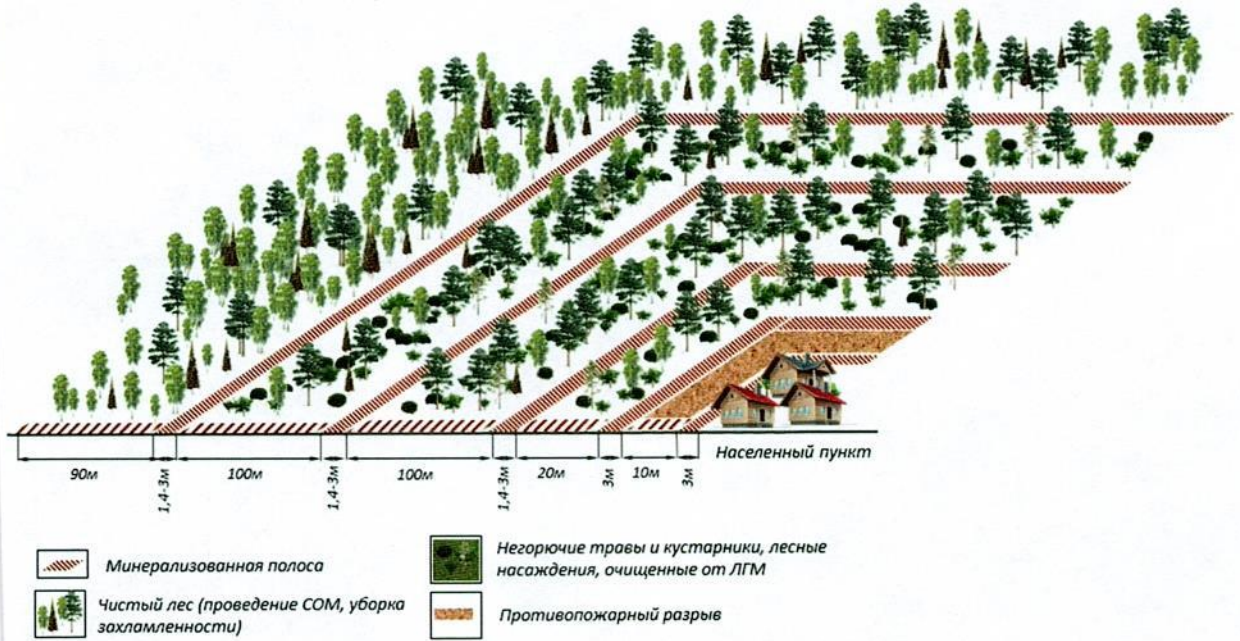 Населенный пункт
90м
1,4-3м
100м
1,4-3м
100м
1,4-3м
20м
3м
10м
3м
Минерализованная полоса
Негорючие травы и кустарники, лесные
насаждения, очищенные от ЛГМ
Чистый лес (проведение СОМ, уборка
захламленности)
Противопожарный разрыв